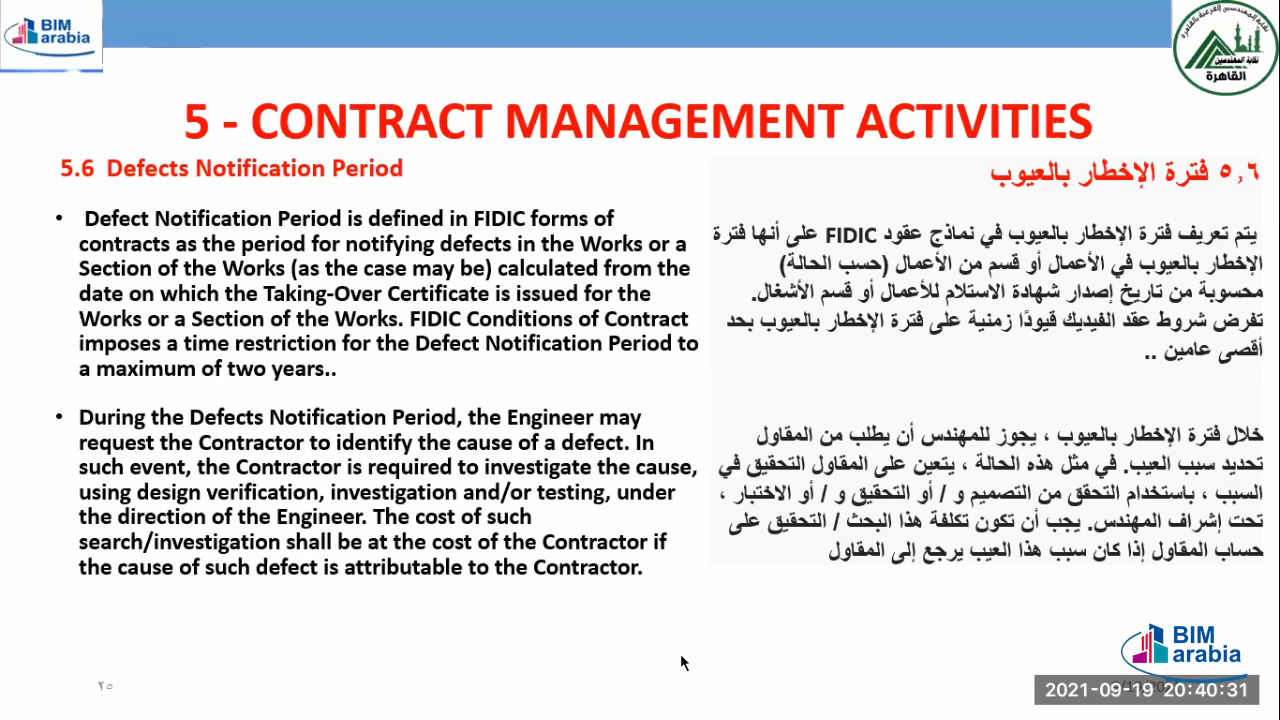 BIM
arabia
نقابة المهندسين
القاهرة
5 - CONTRACT MANAGEMENT ACTIVITIES
5.6 Defects Notification Period
• Defect Notification Period is defined in FIDIC forms of
contracts as the period for notifying defects in the Works or a
Section of the Works (as the case may be) calculated from the
date on which the Taking-Over Certificate is issued for the
Works or a Section of the Works. FIDIC Conditions of Contract
imposes a time restriction for the Defect Notification Period to
a maximum of two years..
• During the Defects Notification Period, the Engineer may
request the Contractor to identify the cause of a defect. In
such event, the Contractor is required to investigate the cause,
using design verification, investigation and/or testing, under
the direction of the Engineer. The cost of such
search/investigation shall be at the cost of the Contractor if
the cause of such defect is attributable to the Contractor.
٥,٦ فترة الإخطار بالعيوب
يتم تعريف فترة الإخطار بالعيوب في نماذج عقود FIDIC على أنها فترة
الإخطار بالعيوب في الأعمال أو قسم من الأعمال (حسب الحالة)
محسوبة من تاريخ إصدار شهادة الاستلام للأعمال أو قسم الأشغال.
تفرض شروط عقد الفيديك قيودًا زمنية على فترة الإخطار بالعيوب بحد
أقصى عامين ..
خلال فترة الإخطار بالعيوب ، يجوز للمهندس أن يطلب من المقاول
تحديد سبب العيب. في مثل هذه الحالة ، يتعين على المقاول التحقيق في
السبب ، باستخدام التحقق من التصميم و / أو التحقيق و / أو الاختبار ،
تحت إشراف المهندس. يجب أن تكون تكلفة هذا البحث / التحقيق على
حساب المقاول إذا كان سبب هذا العيب يرجع إلى المقاول
BIM
arabia
٢٥
2021-09-19 20:40:31